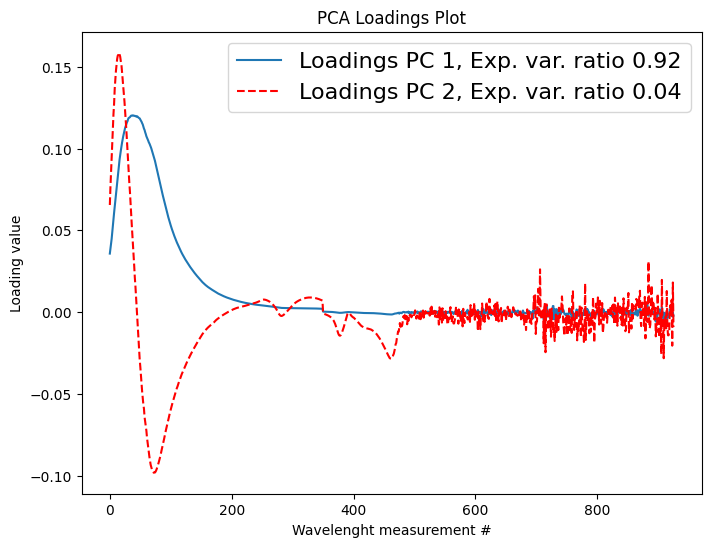 PCA Loadings Plot
Loadings PC 1, Exp. var. ratio 0.92
Loadings PC 2, Exp. var. ratio 0.04
0.15
0.10
0.05
0.00
−0.05
−0.10
Loading value
0 200 400 600 800
Wavelenght measurement #